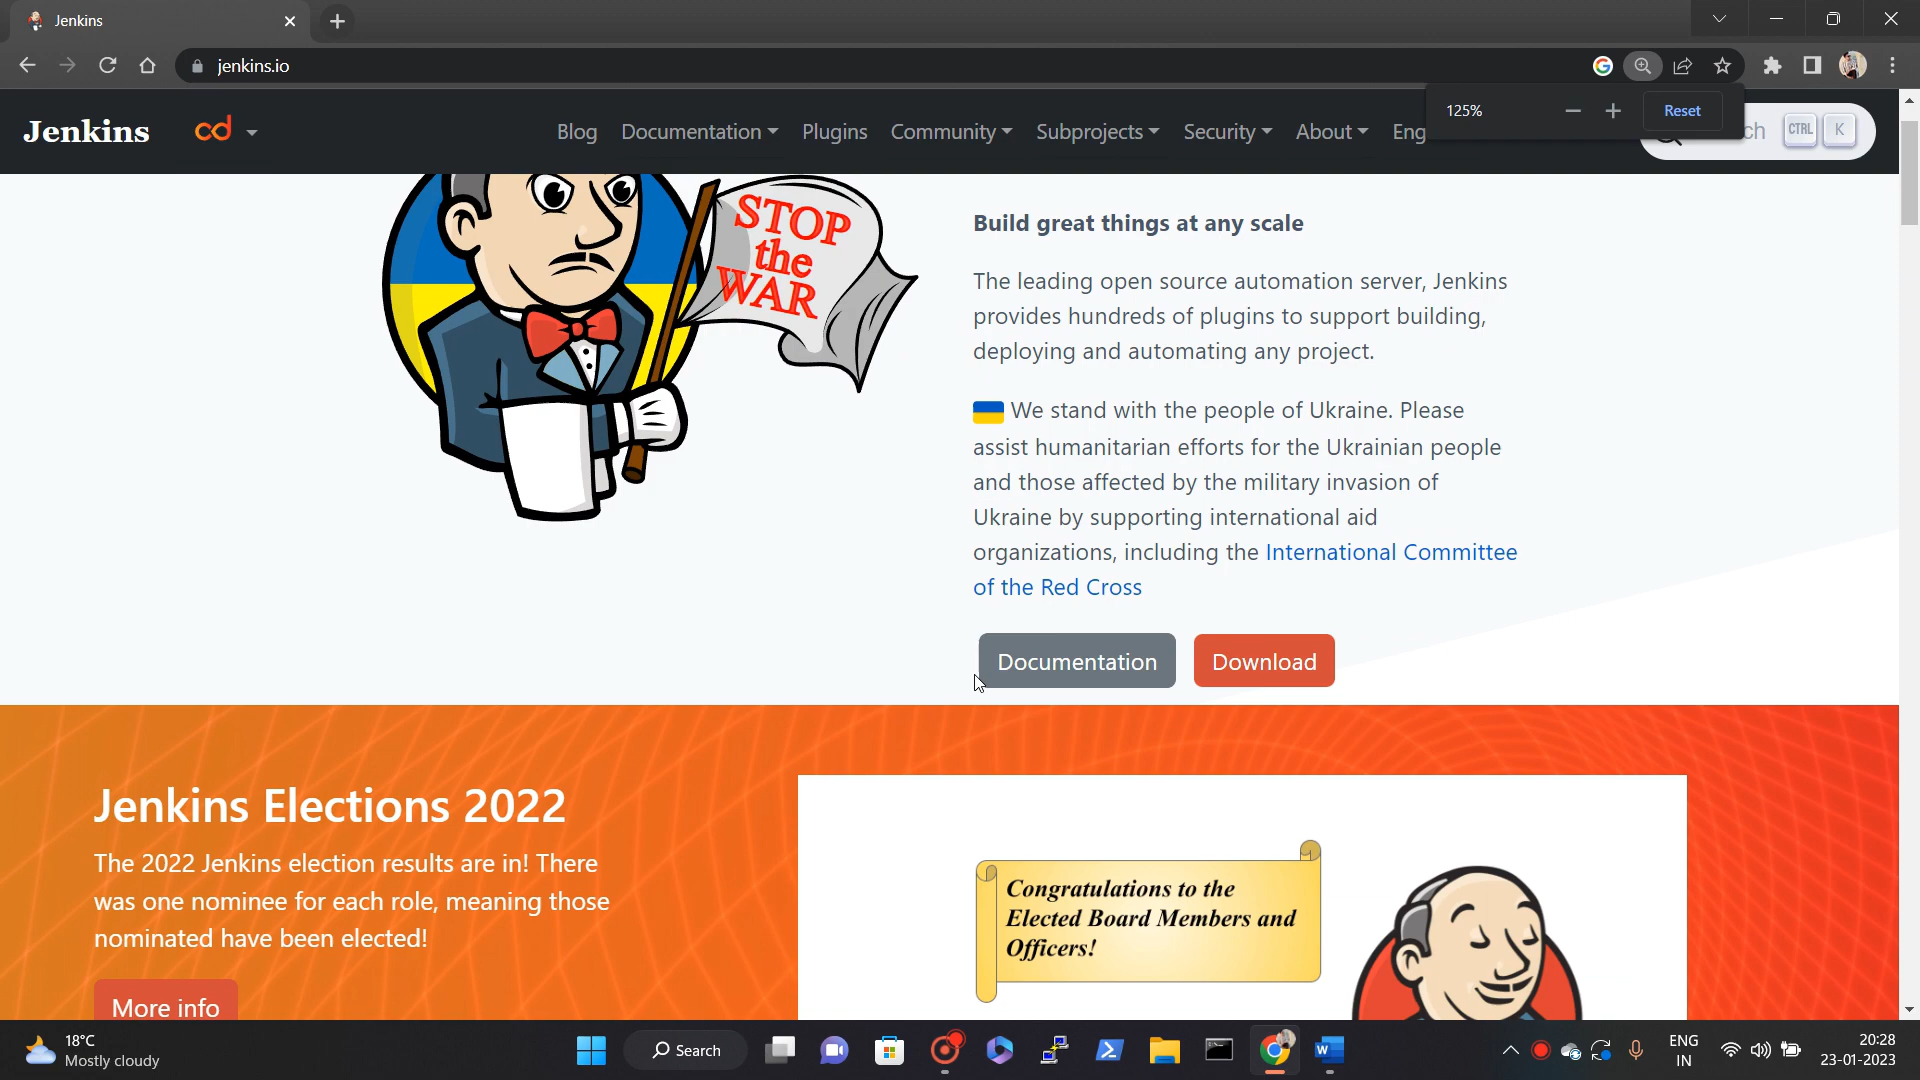 Jenkins
jenkins.io
125%
Reset
Jenkins
cd
Blog
Documentation
Plugins
Community
Subprojects
Security
About
Eng
ch
CTRL
K
STOP
the
WAR
Build great things at any scale
The leading open source automation server, Jenkins
provides hundreds of plugins to support building,
deploying and automating any project.
We stand with the people of Ukraine. Please
assist humanitarian efforts for the Ukrainian people
and those affected by the military invasion of
Ukraine by supporting international aid
organizations, including the International Committee
of the Red Cross
Documentation
Download
Jenkins Elections 2022
The 2022 Jenkins election results are in! There
was one nominee for each role, meaning those
nominated have been elected!
More info
Congratulations to the
Elected Board Members and
Officers!
18°C
Mostly cloudy
Search
ENG
IN
20:28
23-01-2023